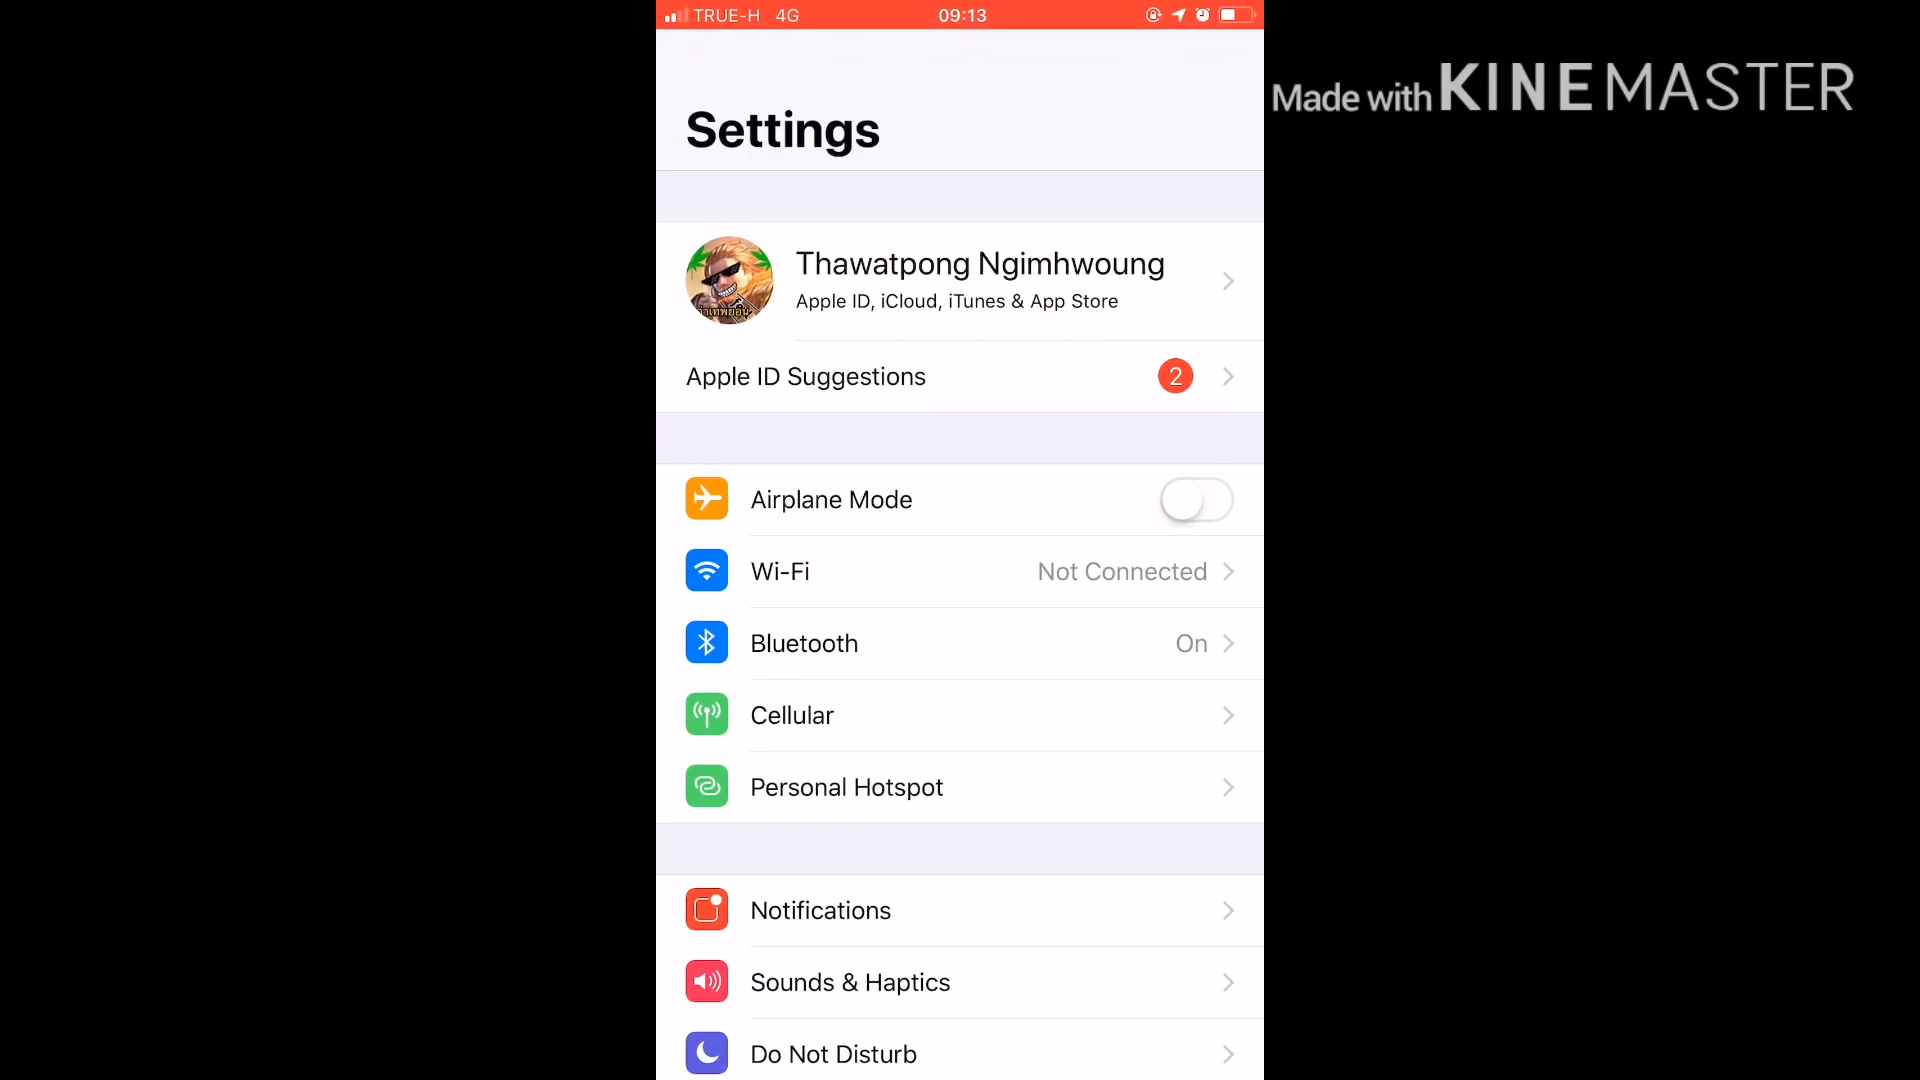 TRUE-H 4G 09:13
Made with KINEMASTER
Settings
Thawatpong Ngimhwoung
Apple ID, iCloud, iTunes & App Store
Apple ID Suggestions 2
Airplane Mode
Wi-Fi Not Connected
Bluetooth On
Cellular
Personal Hotspot
Notifications
Sounds & Haptics
Do Not Disturb